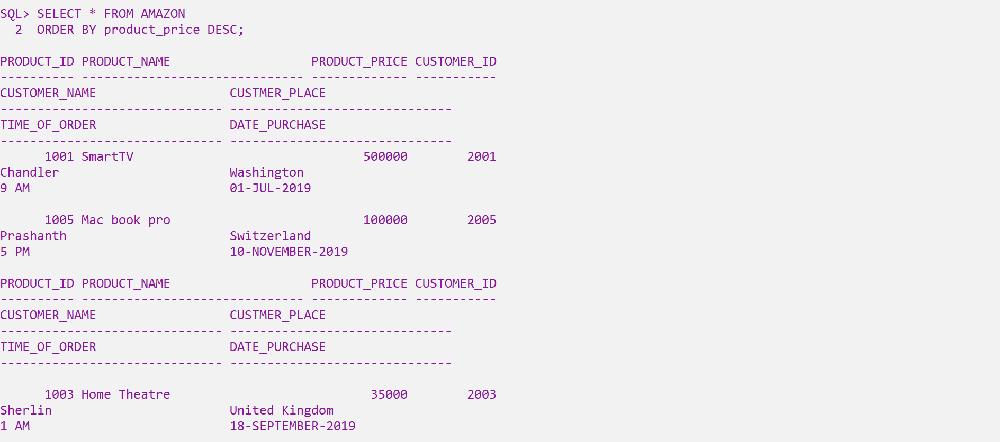 SQL> SELECT * FROM AMAZON
  2  ORDER BY product_price DESC;

PRODUCT_ID PRODUCT_NAME                   PRODUCT_PRICE CUSTOMER_ID
---------- ------------------------------ ------------- -----------
CUSTOMER_NAME                  CUSTMER_PLACE
------------------------------ ------------------------------
TIME_OF_ORDER                  DATE_PURCHASE
------------------------------ ------------------------------
      1001 SmartTV                               500000        2001
Chandler                       Washington
9 AM                           01-JUL-2019

      1005 Mac book pro                          100000        2005
Prashanth                      Switzerland
5 PM                           10-NOVEMBER-2019

PRODUCT_ID PRODUCT_NAME                   PRODUCT_PRICE CUSTOMER_ID
---------- ------------------------------ ------------- -----------
CUSTOMER_NAME                  CUSTMER_PLACE
------------------------------ ------------------------------
TIME_OF_ORDER                  DATE_PURCHASE
------------------------------ ------------------------------

      1003 Home Theatre                           35000        2003
Sherlin                        United Kingdom
1 AM                           18-SEPTEMBER-2019